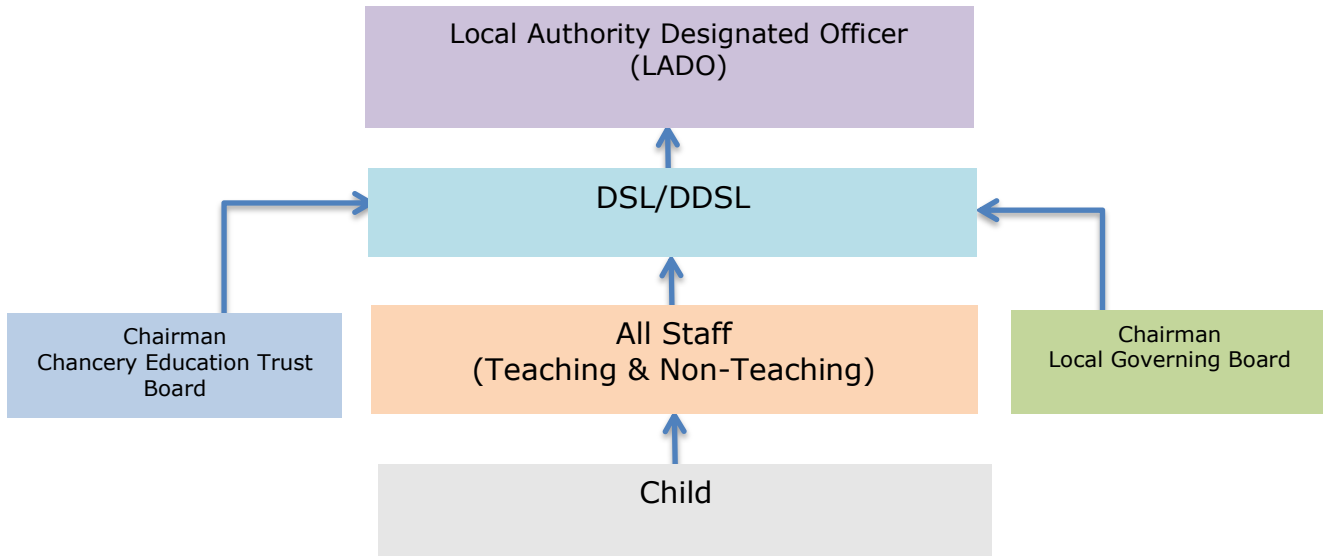 Local Authority Designated Officer
(LADO)
DSL/DDSL
Chairman
Chancery Education Trust
Board
All Staff
(Teaching & Non-Teaching)
Chairman
Local Governing Board
Child